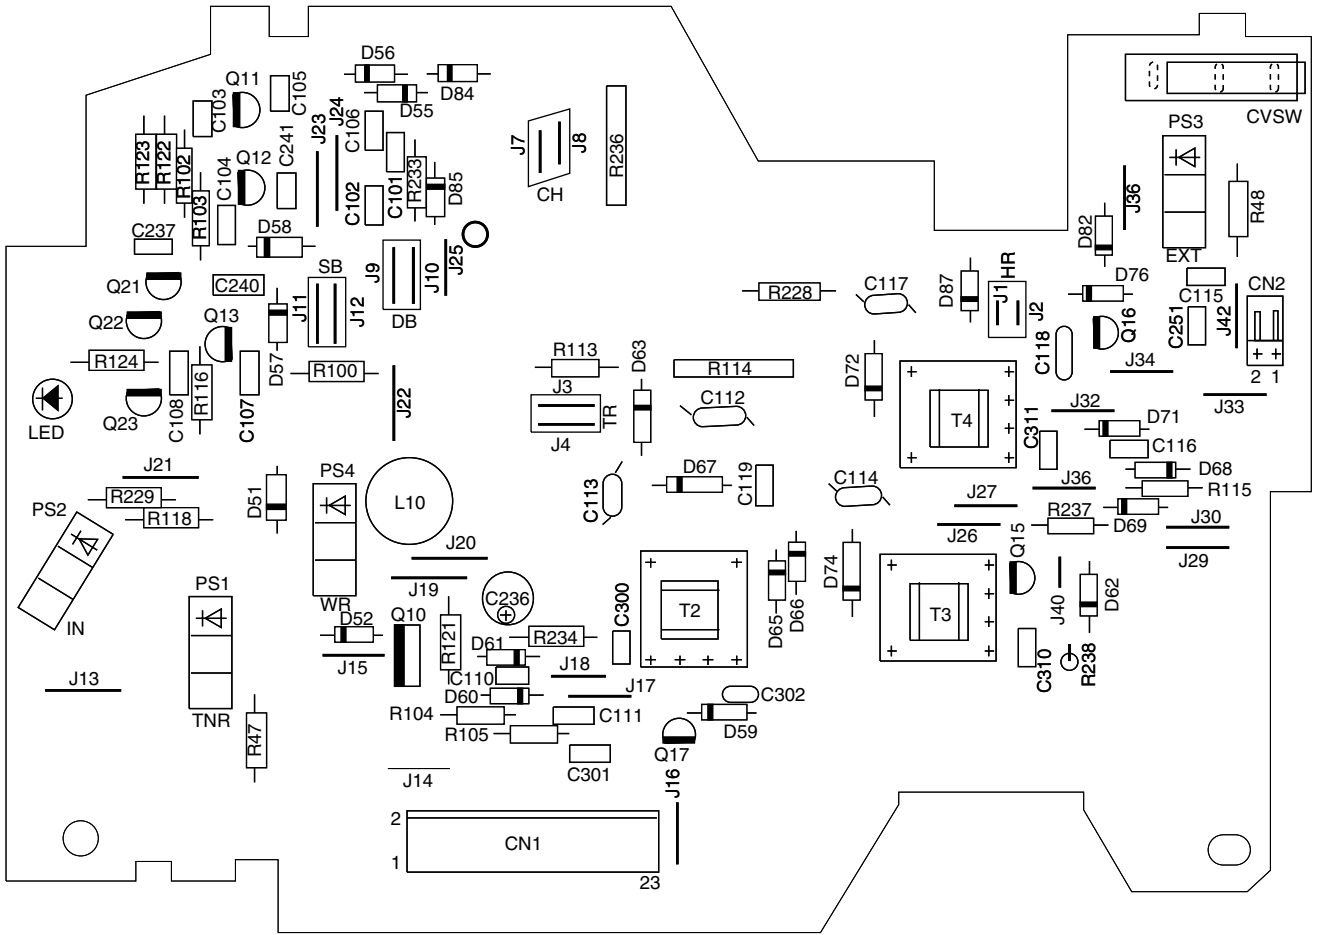 D56
Q11
C105
D84
D55
C103
J24
J23
C106
CVSW
PS3
R123
R122
R102
C241
Q12
C104
J7
J8
R236
R233
D85
C101
C102
CH
J36
R48
R103
C237
D58
D82
EXT
SB
J9
J10
J25
HR
Q21
C240
R228
C117
D87
J1
J2
D76
C115
CN2
J11
J12
DB
Q22
Q13
C118
Q16
C251
J42
R124
D57
R100
R113
D63
R114
D72
J34
2 1
R116
J22
J3
TR
C112
J32
J33
LED
Q23
C108
C107
J4
T4
C311
D71
C116
J21
PS4
D67
C119
C114
D68
J36
R115
R229
D51
L10
C113
J27
PS2
R118
R237
D69
J30
J26
J20
Q15
J29
PS1
J19
D74
C236
WR
C300
T2
D65
D66
T3
J40
D62
IN
D52
Q10
R121
R234
D61
J15
C110
J18
C310
R238
J13
J17
D60
C302
TNR
R104
C111
R47
R105
D59
Q17
C301
J14
J16
2
CN1
1
23